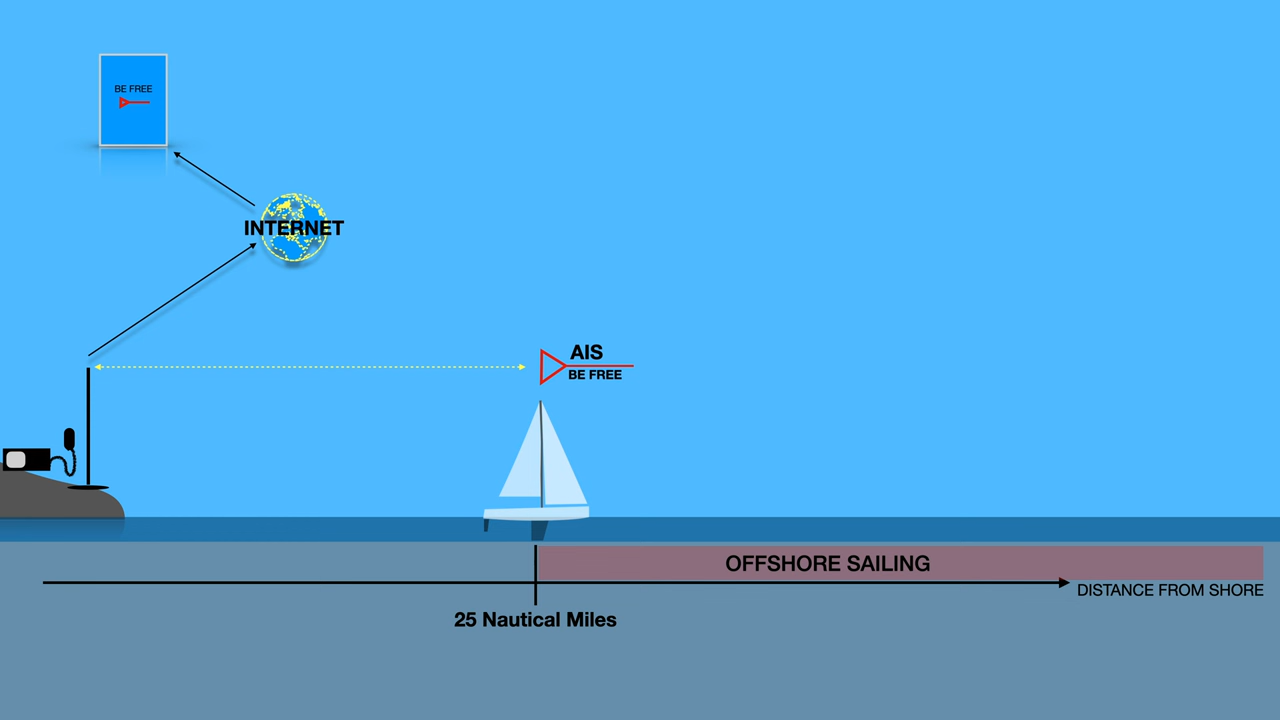 BE FREE
INTERNET
AIS
BE FREE
OFFSHORE SAILING
DISTANCE FROM SHORE
25 Nautical Miles